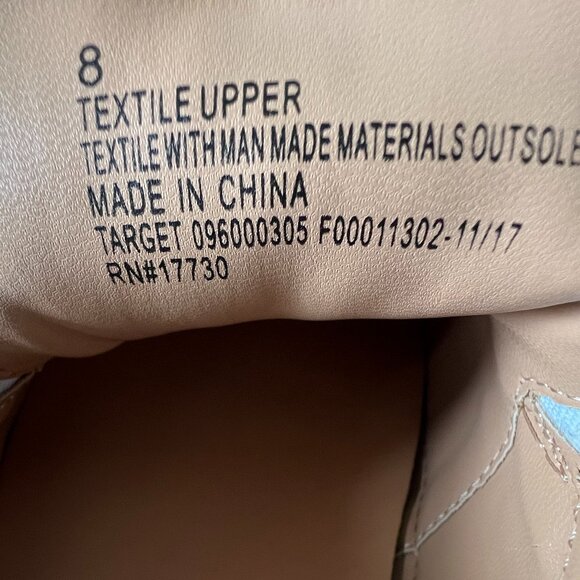 8
TEXTILE UPPER
TEXTILE WITH MAN MADE MATERIALS OUTSOLE
MADE IN CHINA
TARGET 096000305 F00011302-11/17
RN#17730